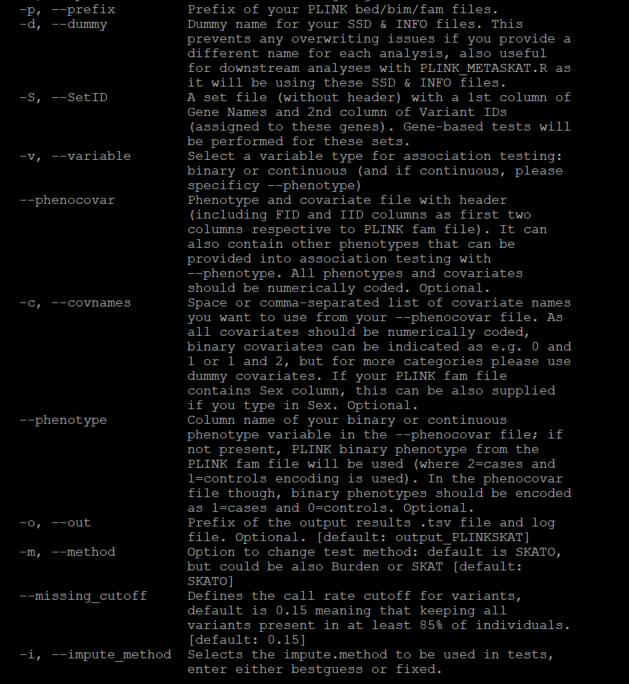 -p, --prefix Prefix of your PLINK bed/bim/fam files.
-d, --dummy Dummy name for your SSD & INFO files. This
prevents any overwriting issues if you provide a
different name for each analysis, also useful
for downstream analyses with PLINK_METASKAT.R as
it will be using these SSD & INFO files.
-S, --SetID A set file (without header) with a 1st column of
Gene Names and 2nd column of Variant IDs
(assigned to these genes). Gene-based tests will
be performed for these sets.
-v, --variable Select a variable type for association testing:
binary or continuous (and if continuous, please
specificy --phenotype)
--phenocovar Phenotype and covariate file with header
(including FID and IID columns as first two
columns respective to PLINK fam file). It can
also contain other phenotypes that can be
provided into association testing with
--phenotype. All phenotypes and covariates
should be numerically coded. Optional.
-c, --covnames Space or comma-separated list of covariate names
you want to use from your --phenocovar file. As
all covariates should be numerically coded,
binary covariates can be indicated as e.g. 0 and
1 or 1 and 2, but for more categories please use
dummy covariates. If your PLINK fam file
contains Sex column, this can be also supplied
if you type in Sex. Optional.
--phenotype Column name of your binary or continuous
phenotype variable in the --phenocovar file; if
not present, PLINK binary phenotype from the
PLINK fam file will be used (where 2=cases and
1=controls encoding is used). In the phenocovar
file though, binary phenotypes should be encoded
as 1=cases and 0=controls. Optional.
-o, --out Prefix of the output results .tsv file and log
file. Optional. [default: output_PLINKSKAT]
-m, --method Option to change test method: default is SKATO,
but could be also Burden or SKAT [default:
SKATO]
--missing_cutoff Defines the call rate cutoff for variants,
default is 0.15 meaning that keeping all
variants present in at least 85% of individuals.
[default: 0.15]
-i, --impute_method Selects the impute.method to be used in tests,
enter either bestguess or fixed.